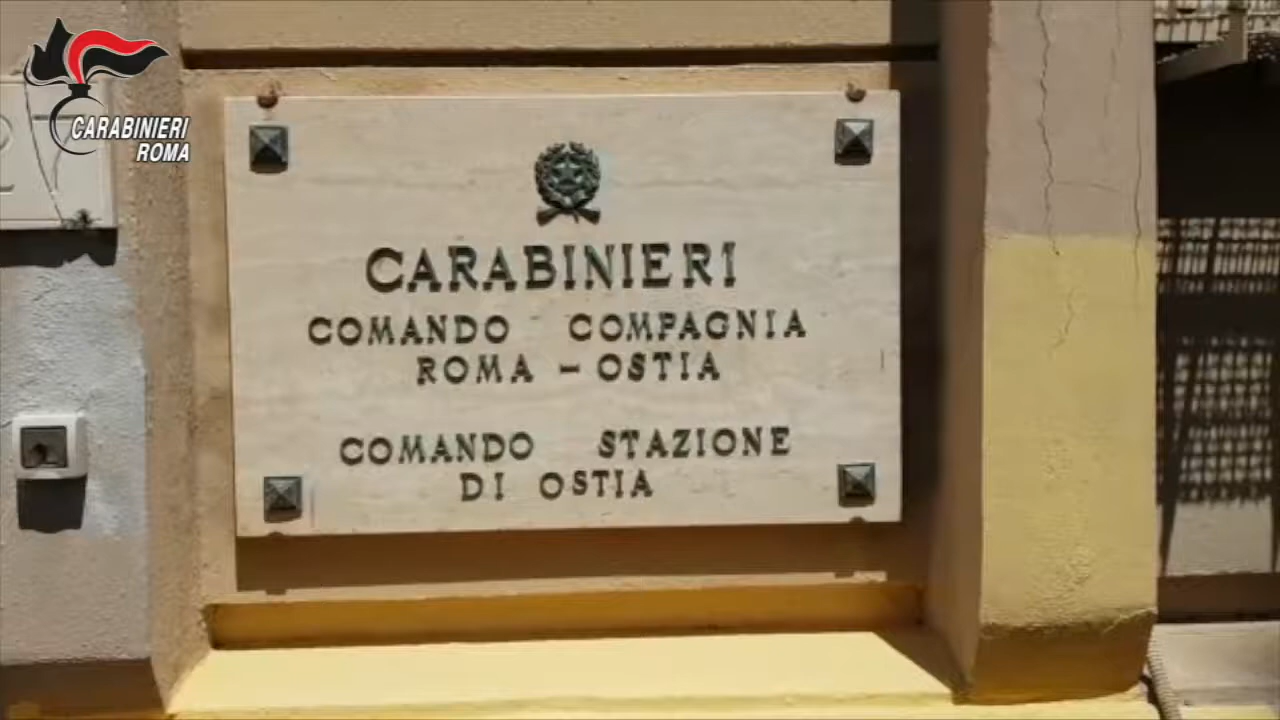 CARABINIERI
ROMA
CARABINIERI
COMANDO COMPAGNIA
ROMA - OSTIA
COMANDO STAZIONE
DI OSTIA